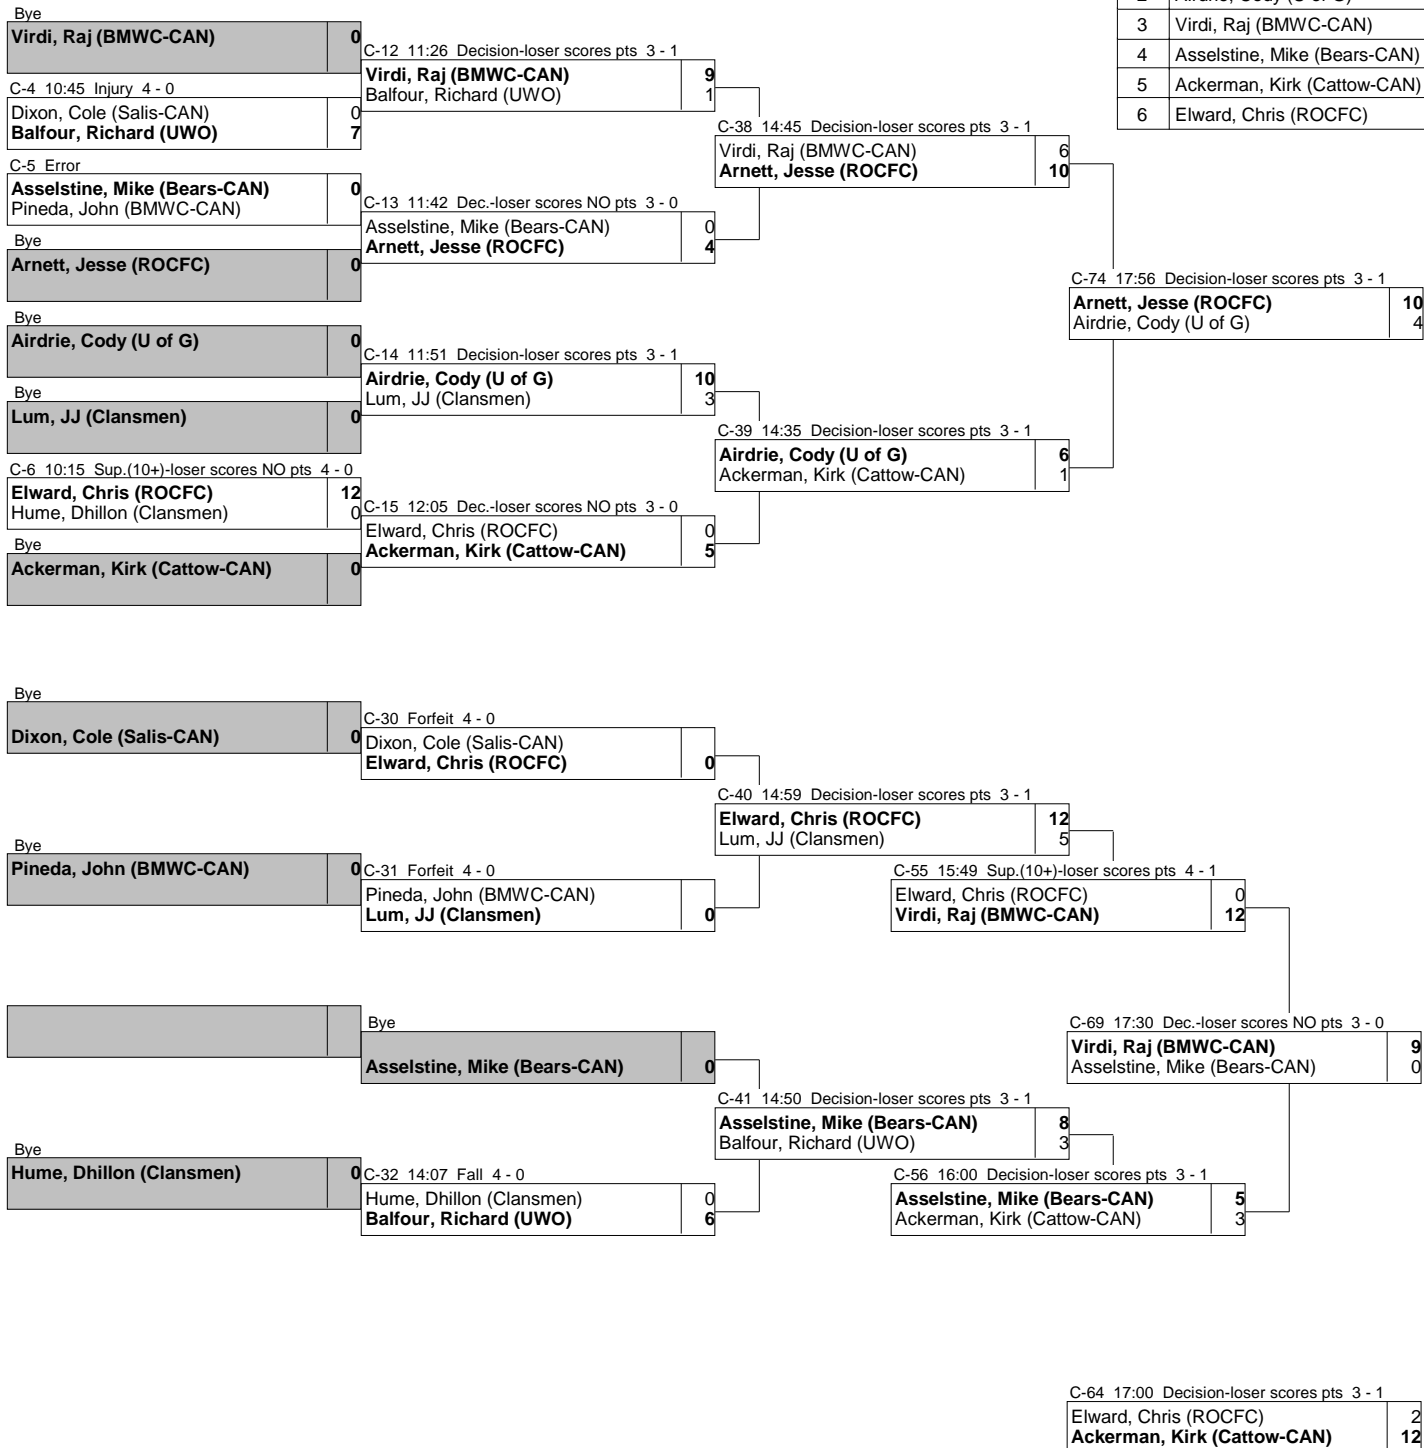 2 Airdrie, Cody (U of G)
3 Virdi, Raj (BMWC-CAN)
4 Asselstine, Mike (Bears-CAN)
5 Ackerman, Kirk (Cattow-CAN)
6 Elward, Chris (ROCFC)
Bye
Virdi, Raj (BMWC-CAN) 0
C-4 10:45 Injury 4 - 0
Dixon, Cole (Salis-CAN) 0
Balfour, Richard (UWO) 7
C-5 Error
Asselstine, Mike (Bears-CAN) 0
Pineda, John (BMWC-CAN)
Bye
Arnett, Jesse (ROCFC) 0
Bye
Airdrie, Cody (U of G) 0
Bye
Lum, JJ (Clansmen) 0
C-6 10:15 Sup.(10+)-loser scores NO pts 4 - 0
Elward, Chris (ROCFC) 12
Hume, Dhillon (Clansmen) 0
Bye
Ackerman, Kirk (Cattow-CAN) 0
C-12 11:26 Decision-loser scores pts 3 - 1
Virdi, Raj (BMWC-CAN) 9
Balfour, Richard (UWO) 1
C-13 11:42 Dec.-loser scores NO pts 3 - 0
Asselstine, Mike (Bears-CAN) 0
Arnett, Jesse (ROCFC) 4
C-14 11:51 Decision-loser scores pts 3 - 1
Airdrie, Cody (U of G) 10
Lum, JJ (Clansmen) 3
C-15 12:05 Dec.-loser scores NO pts 3 - 0
Elward, Chris (ROCFC) 0
Ackerman, Kirk (Cattow-CAN) 5
C-38 14:45 Decision-loser scores pts 3 - 1
Virdi, Raj (BMWC-CAN) 6
Arnett, Jesse (ROCFC) 10
C-39 14:35 Decision-loser scores pts 3 - 1
Airdrie, Cody (U of G) 6
Ackerman, Kirk (Cattow-CAN) 1
C-74 17:56 Decision-loser scores pts 3 - 1
Arnett, Jesse (ROCFC) 10
Airdrie, Cody (U of G) 4
Bye
Dixon, Cole (Salis-CAN) 0
Bye
Pineda, John (BMWC-CAN) 0
Bye
Hume, Dhillon (Clansmen) 0
C-30 Forfeit 4 - 0
Dixon, Cole (Salis-CAN)
Elward, Chris (ROCFC) 0
C-31 Forfeit 4 - 0
Pineda, John (BMWC-CAN)
Lum, JJ (Clansmen) 0
Bye
Asselstine, Mike (Bears-CAN) 0
C-32 14:07 Fall 4 - 0
Hume, Dhillon (Clansmen) 0
Balfour, Richard (UWO) 6
C-40 14:59 Decision-loser scores pts 3 - 1
Elward, Chris (ROCFC) 12
Lum, JJ (Clansmen) 5
C-41 14:50 Decision-loser scores pts 3 - 1
Asselstine, Mike (Bears-CAN) 8
Balfour, Richard (UWO) 3
C-55 15:49 Sup.(10+)-loser scores pts 4 - 1
Elward, Chris (ROCFC) 0
Virdi, Raj (BMWC-CAN) 12
C-56 16:00 Decision-loser scores pts 3 - 1
Asselstine, Mike (Bears-CAN) 5
Ackerman, Kirk (Cattow-CAN) 3
C-69 17:30 Dec.-loser scores NO pts 3 - 0
Virdi, Raj (BMWC-CAN) 9
Asselstine, Mike (Bears-CAN) 0
C-64 17:00 Decision-loser scores pts 3 - 1
Elward, Chris (ROCFC) 2
Ackerman, Kirk (Cattow-CAN) 12